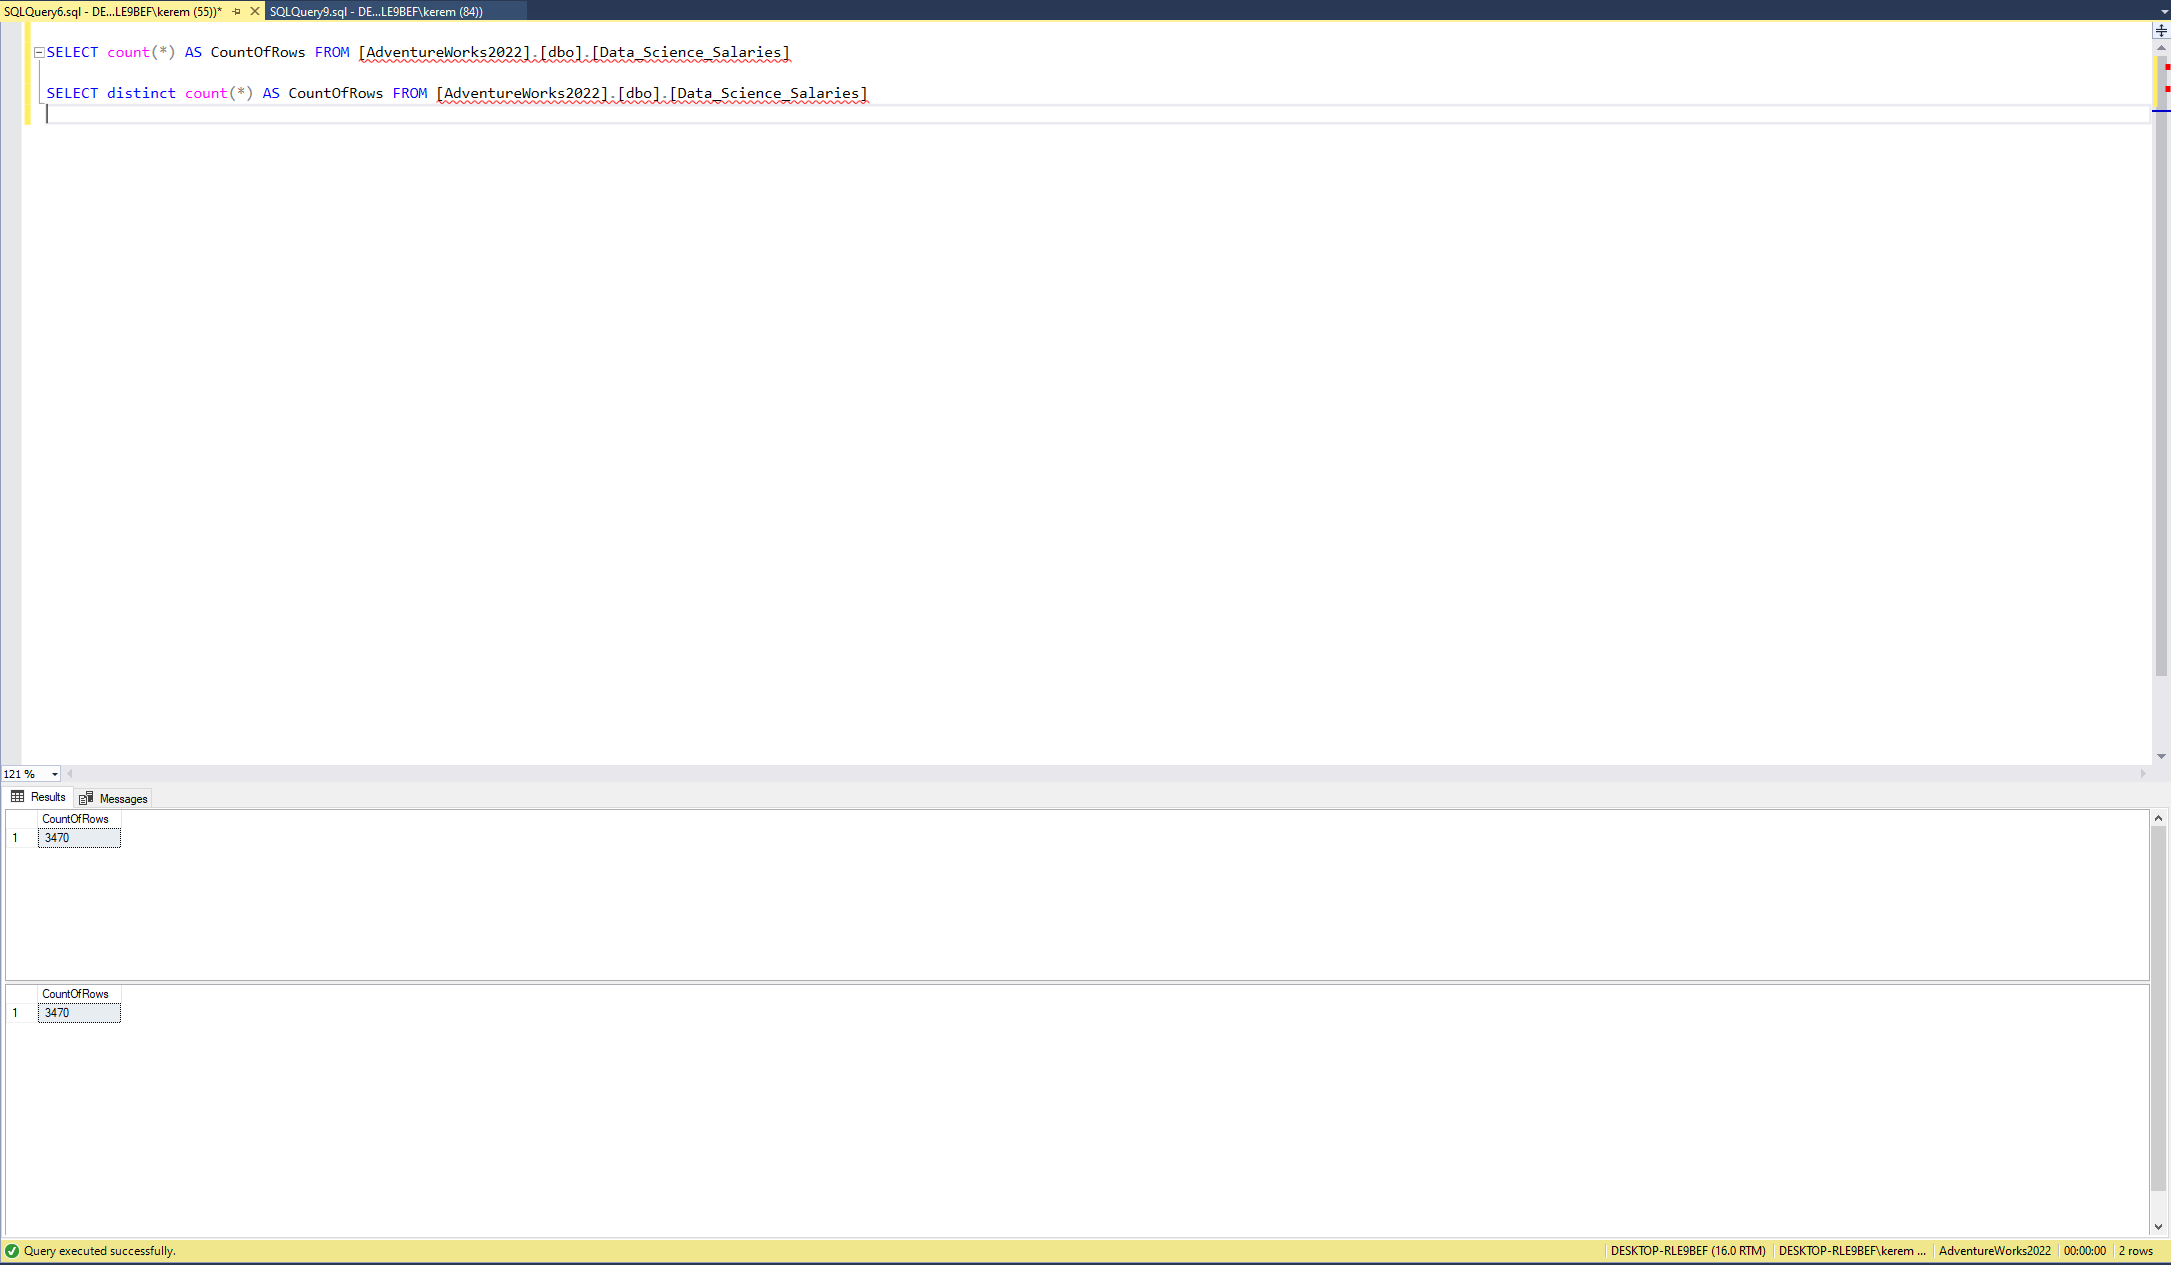 SQLQuery6.sql - DE...LE9BEF\kerem (55))* SQLQuery9.sql - DE...LE9BEF\kerem (84))
SELECT count(*) AS CountOfRows FROM [AdventureWorks2022].[dbo].[Data_Science_Salaries]
SELECT distinct count(*) AS CountOfRows FROM [AdventureWorks2022].[dbo].[Data_Science_Salaries]
121 %
Results Messages
CountOfRows
1 3470
CountOfRows
1 3470
Query executed successfully. DESKTOP-RLE9BEF (16.0 RTM) DESKTOP-RLE9BEF\kerem ... AdventureWorks2022 00:00:00 2 rows